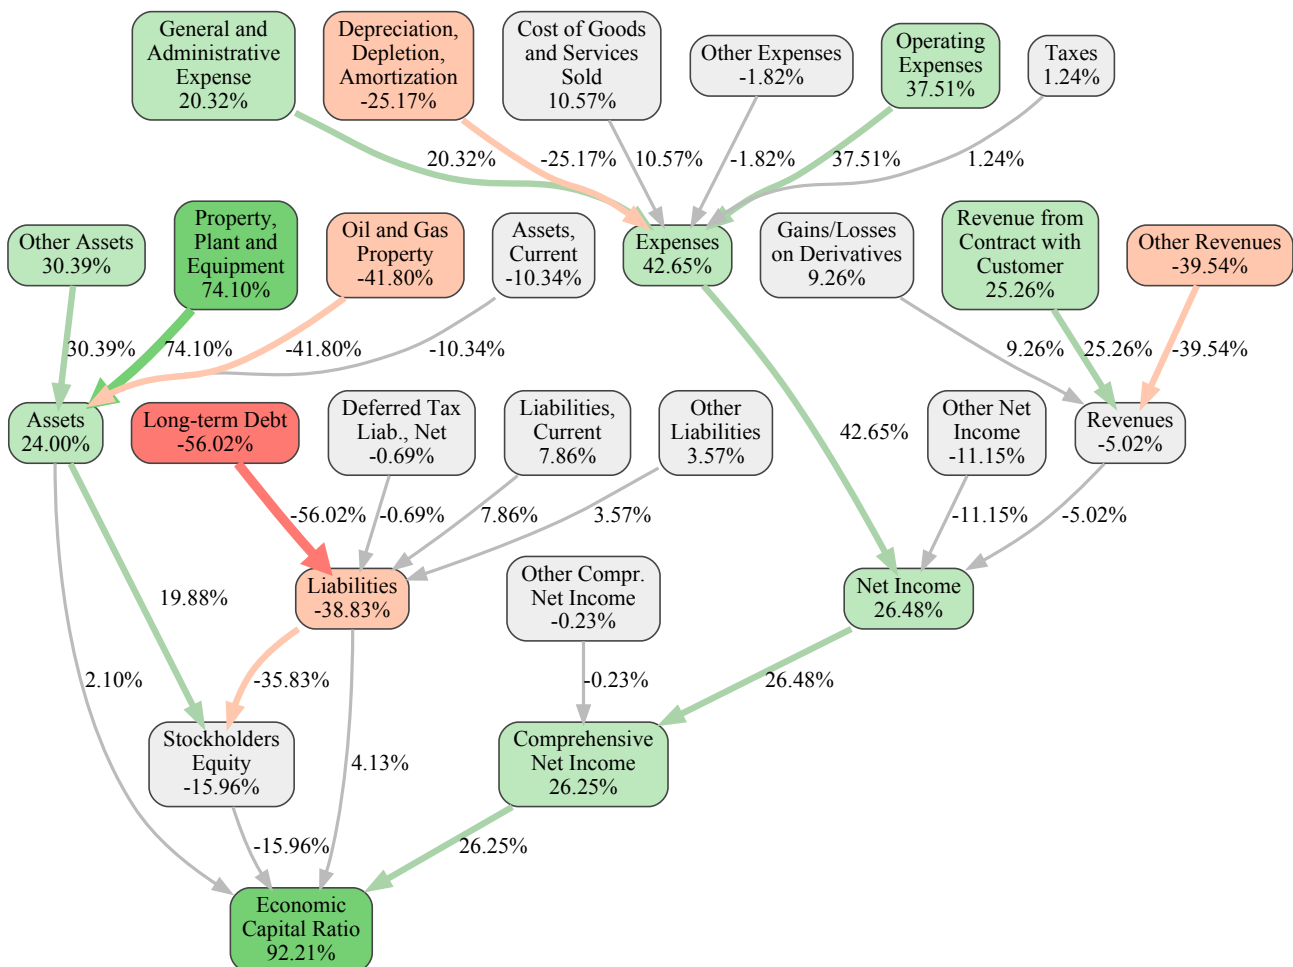 General and
Administrative
Expense
20.32%
Depreciation,
Depletion,
Amortization
-25.17%
Cost of Goods
and Services
Sold
10.57%
Other Expenses
-1.82%
Operating
Expenses
37.51%
Taxes
1.24%
20.32%
-25.17%
10.57%
-1.82%
37.51%
1.24%
Other Assets
30.39%
Property,
Plant and
Equipment
74.10%
Oil and Gas
Property
-41.80%
Assets,
Current
-10.34%
Expenses
42.65%
Gains/Losses
on Derivatives
9.26%
Revenue from
Contract with
Customer
25.26%
Other Revenues
-39.54%
30.39%
74.10%
-41.80%
-10.34%
9.26%
25.26%
-39.54%
Assets
24.00%
Long-term Debt
-56.02%
Deferred Tax
Liab., Net
-0.69%
Liabilities,
Current
7.86%
Other
Liabilities
3.57%
42.65%
Other Net
Income
-11.15%
Revenues
-5.02%
-56.02%
-0.69%
7.86%
3.57%
-11.15%
-5.02%
19.88%
Liabilities
-38.83%
Other Compr.
Net Income
-0.23%
Net Income
26.48%
2.10%
-35.83%
-0.23%
26.48%
Stockholders
Equity
-15.96%
4.13%
Comprehensive
Net Income
26.25%
-15.96%
26.25%
Economic
Capital Ratio
92.21%